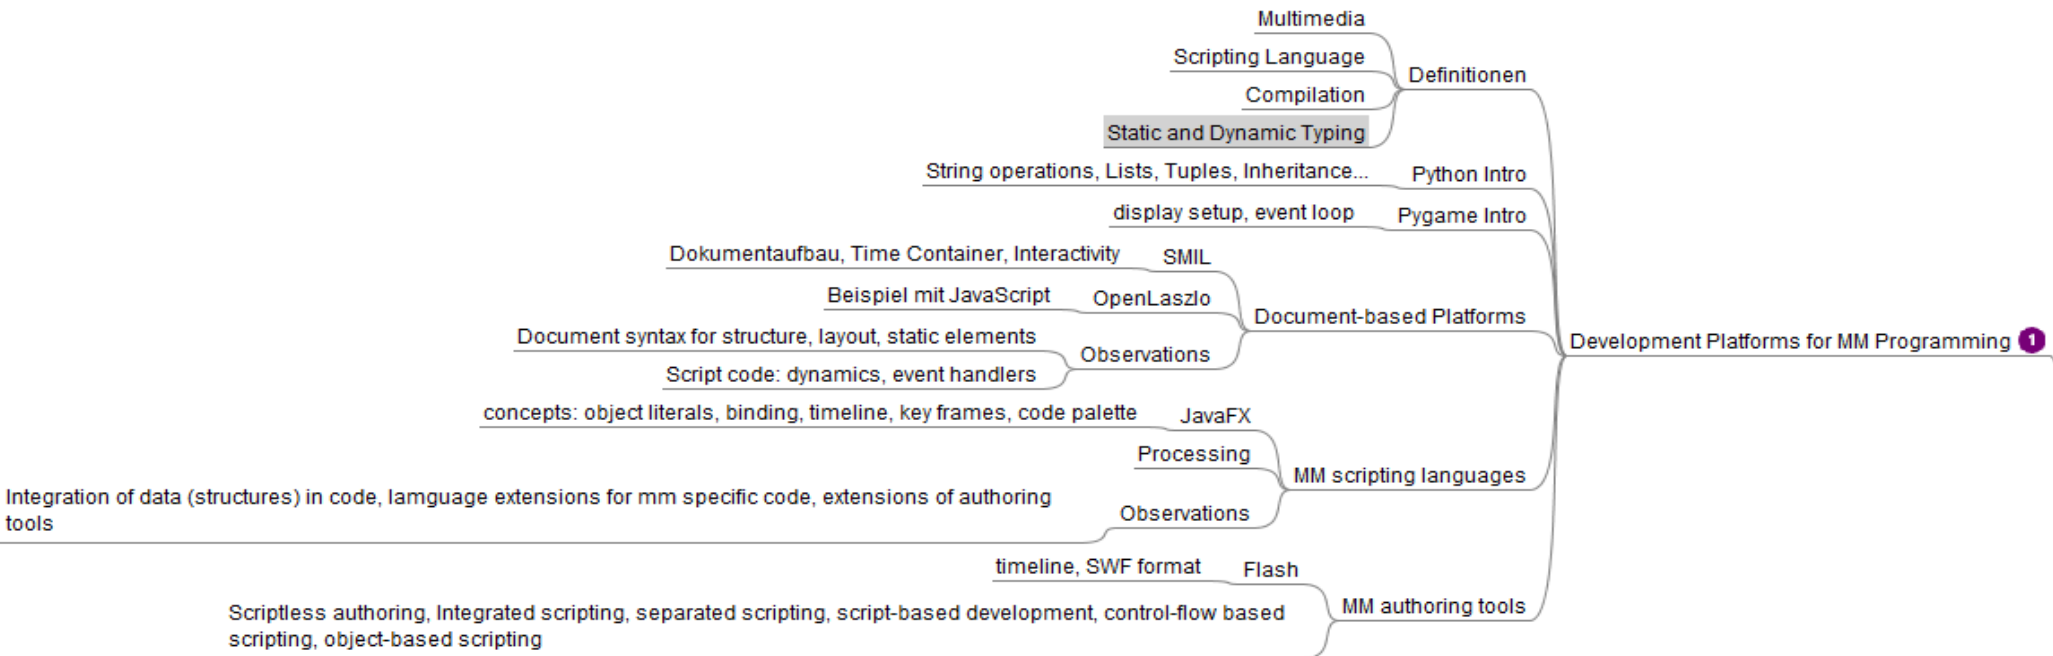 Multimedia
Scripting Language
Definitionen
Compilation
Static and Dynamic Typing
String operations, Lists, Tuples, Inheritance...
Python Intro
display setup, event loop
Pygame Intro
Dokumentaufbau, Time Container, Interactivity
SMIL
Beispiel mit JavaScript
OpenLaszlo
Document-based Platforms
Document syntax for structure, layout, static elements
Observations
Script code: dynamics, event handlers
Development Platforms for MM Programming 1
concepts: object literals, binding, timeline, key frames, code palette
JavaFX
Processing
MM scripting languages
Integration of data (structures) in code, lamguage extensions for mm specific code, extensions of authoring
tools
Observations
timeline, SWF format
Flash
MM authoring tools
Scriptless authoring, Integrated scripting, separated scripting, script-based development, control-flow based
scripting, object-based scripting